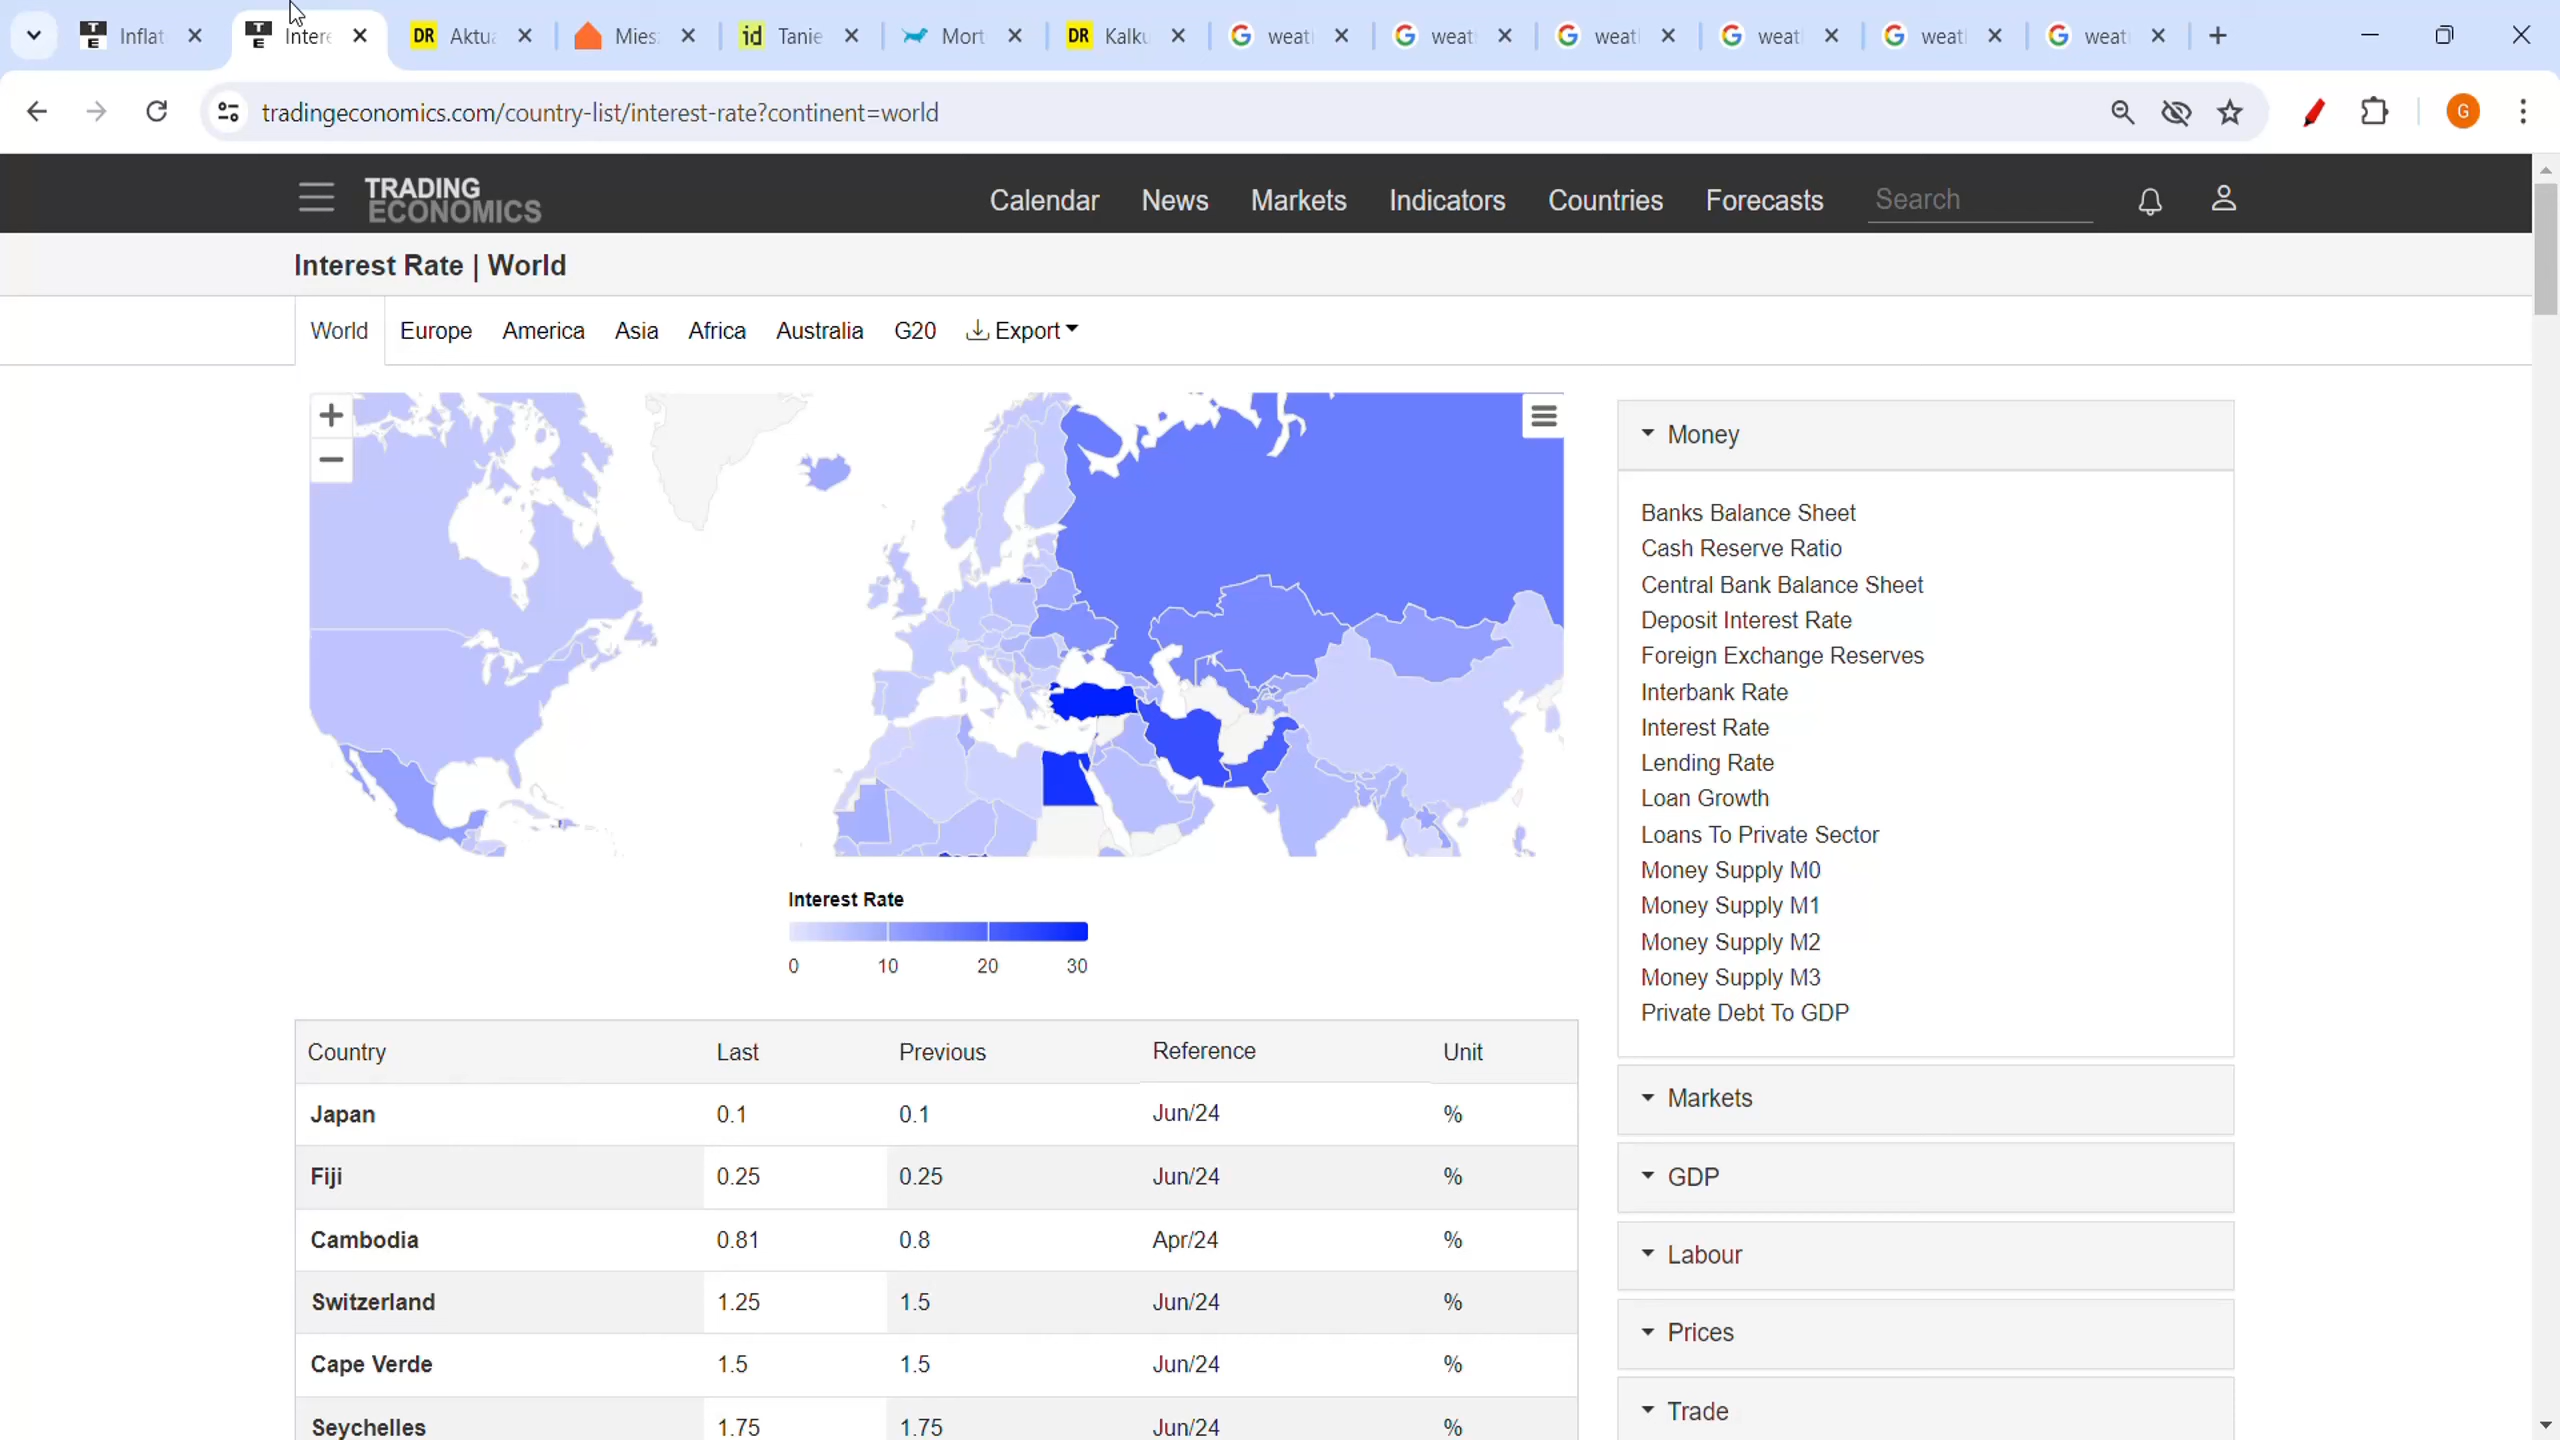 Inflat
Intere
DR Aktua
Mies
id Tanie
Mort
DR Kalku
weat
weat
weat
weat
weat
weat
tradingeconomics.com/country-list/interest-rate?continent=world
G
TRADING
ECONOMICS
Calendar News Markets Indicators Countries Forecasts Search
Interest Rate | World
World Europe America Asia Africa Australia G20 Export
Money
Banks Balance Sheet
Cash Reserve Ratio
Central Bank Balance Sheet
Deposit Interest Rate
Foreign Exchange Reserves
Interbank Rate
Interest Rate
Lending Rate
Loan Growth
Loans To Private Sector
Money Supply M0
Money Supply M1
Money Supply M2
Money Supply M3
Private Debt To GDP
Markets
GDP
Labour
Prices
Trade
Interest Rate
0 10 20 30
Country Last Previous Reference Unit
Japan 0.1 0.1 Jun/24 %
Fiji 0.25 0.25 Jun/24 %
Cambodia 0.81 0.8 Apr/24 %
Switzerland 1.25 1.5 Jun/24 %
Cape Verde 1.5 1.5 Jun/24 %
Seychelles 1.75 1.75 Jun/24 %